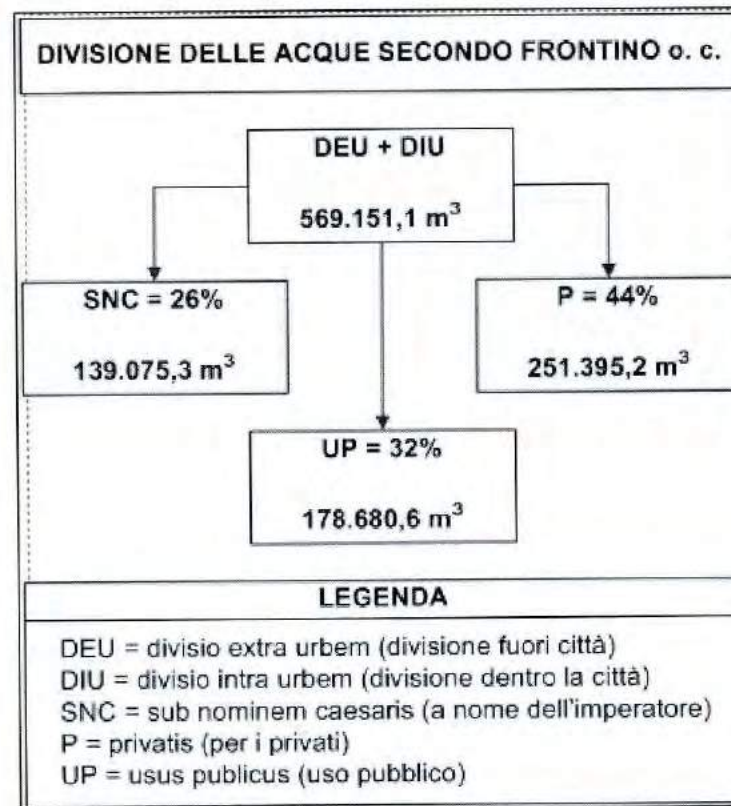 DIVISIONE DELLE ACQUE SECONDO FRONTINO o. c.
DEU + DIU
569.151,1 m³
SNC = 26%
139.075,3 m³
P = 44%
251.395,2 m³
UP = 32%
178.680,6 m³
LEGENDA
DEU = divisio extra urbem (divisione fuori città)
DIU = divisio intra urbem (divisione dentro la città)
SNC = sub nominem caesaris (a nome dell'imperatore)
P = privatis (per i privati)
UP = usus publicus (uso pubblico)